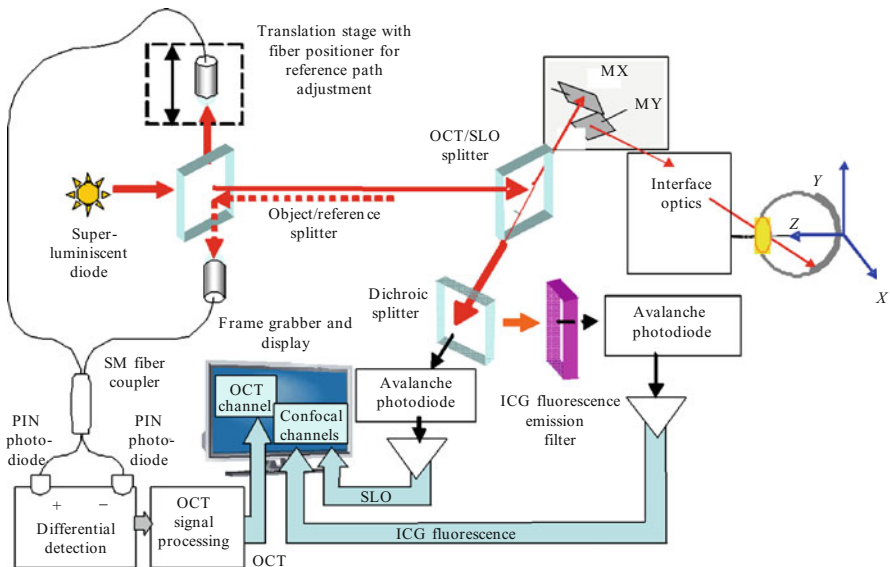 Translation stage with
fiber positioner for
reference path
adjustment
MX
MY
OCT/SLO
splitter
Interface
optics
Y
Z
X
Super-
luminiscent
diode
Object/reference
splitter
Dichroic
splitter
Avalanche
photodiode
Frame grabber and
display
SM fiber
coupler
OCT
channel
Confocal
channels
Avalanche
photodiode
ICG fluorescence
emission
filter
PIN
photo-
diode
PIN
photo-
diode
+ −
Differential
detection
OCT
signal
processing
SLO
ICG fluorescence
OCT